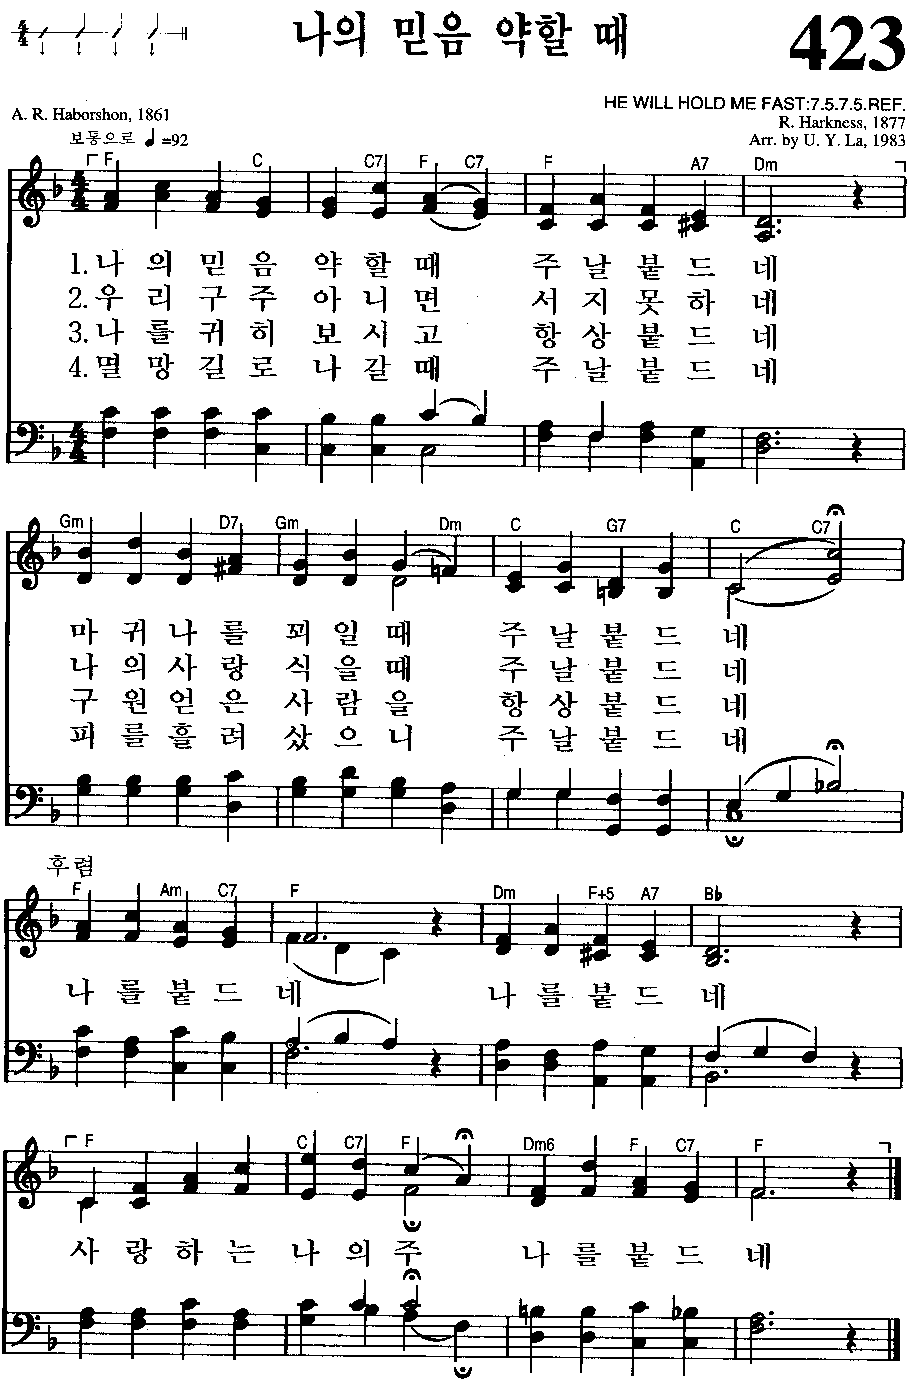 나의 믿음 약할 때
423
HE WILL HOLD ME FAST:7.5.7.5.REF.
A. R. Haborshon, 1861
R. Harkness, 1877
보통으로 ♩=92
Arr. by U. Y. La, 1983
F C C7 F C7 F A7 Dm
1.나 의 믿 음 약 할 때 주 날 붙 드 네
2.우 리 구 주 아 니 면 서 지 못 하 네
3.나 를 귀 히 보 시 고 항 상 붙 드 네
4.멸 망 길 로 나 갈 때 주 날 붙 드 네
Gm D7 Gm Dm C G7 C C7
마 귀 나 를 꾀 일 때 주 날 붙 드 네
나 의 사 랑 식 을 때 주 날 붙 드 네
구 원 얻 은 사 람 을 항 상 붙 드 네
피 를 흘 려 샀 으 니 주 날 붙 드 네
후렴
F Am C7 F Dm F+5 A7 B♭
나 를 붙 드 네 나 를 붙 드 네
F C C7 F Dm6 F C7 F
사 랑 하 는 나 의 주 나 를 붙 드 네